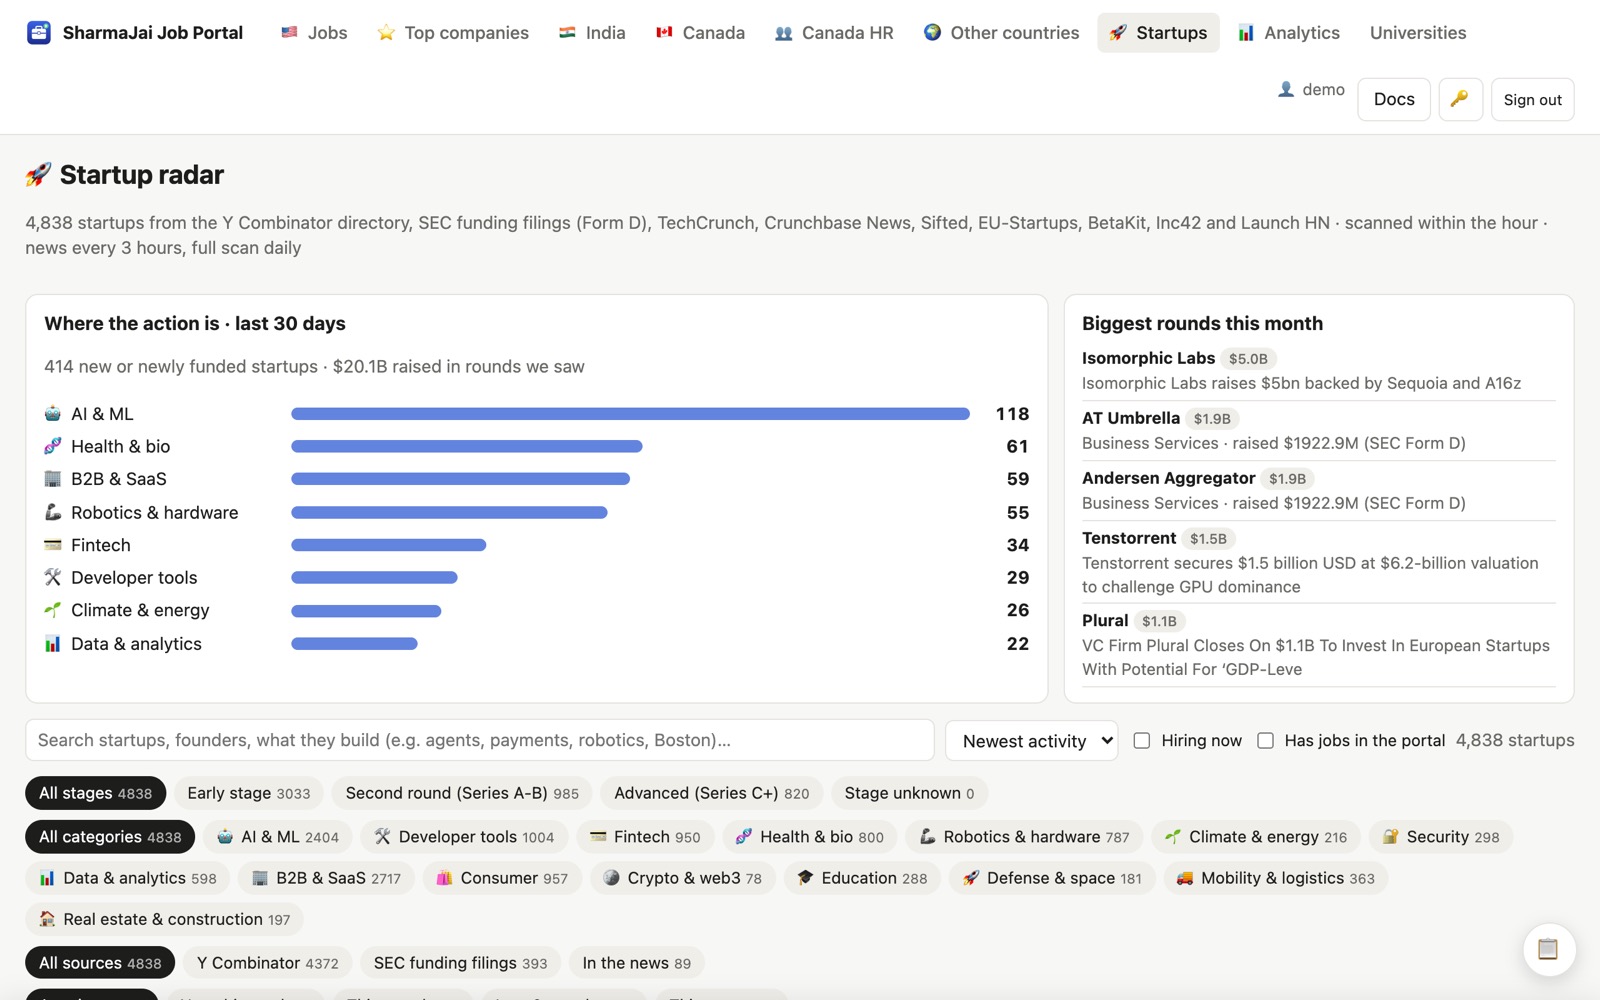 SharmaJai Job Portal
Jobs
Top companies
India
Canada
Canada HR
Other countries
Startups
Analytics
Universities
demo
Docs
Sign out
Startup radar
4,838 startups from the Y Combinator directory, SEC funding filings (Form D), TechCrunch, Crunchbase News, Sifted, EU-Startups, BetaKit, Inc42 and Launch HN · scanned within the hour ·
news every 3 hours, full scan daily
Where the action is · last 30 days
414 new or newly funded startups · $20.1B raised in rounds we saw
AI & ML 118
Health & bio 61
B2B & SaaS 59
Robotics & hardware 55
Fintech 34
Developer tools 29
Climate & energy 26
Data & analytics 22
Biggest rounds this month
Isomorphic Labs $5.0B
Isomorphic Labs raises $5bn backed by Sequoia and A16z
AT Umbrella $1.9B
Business Services · raised $1922.9M (SEC Form D)
Andersen Aggregator $1.9B
Business Services · raised $1922.9M (SEC Form D)
Tenstorrent $1.5B
Tenstorrent secures $1.5 billion USD at $6.2-billion valuation
to challenge GPU dominance
Plural $1.1B
VC Firm Plural Closes On $1.1B To Invest In European Startups
With Potential For ‘GDP-Leve
Search startups, founders, what they build (e.g. agents, payments, robotics, Boston)...
Newest activity
Hiring now
Has jobs in the portal
4,838 startups
All stages 4838
Early stage 3033
Second round (Series A-B) 985
Advanced (Series C+) 820
Stage unknown 0
All categories 4838
AI & ML 2404
Developer tools 1004
Fintech 950
Health & bio 800
Robotics & hardware 787
Climate & energy 216
Security 298
Data & analytics 598
B2B & SaaS 2717
Consumer 957
Crypto & web3 78
Education 288
Defense & space 181
Mobility & logistics 363
Real estate & construction 197
All sources 4838
Y Combinator 4372
SEC funding filings 393
In the news 89